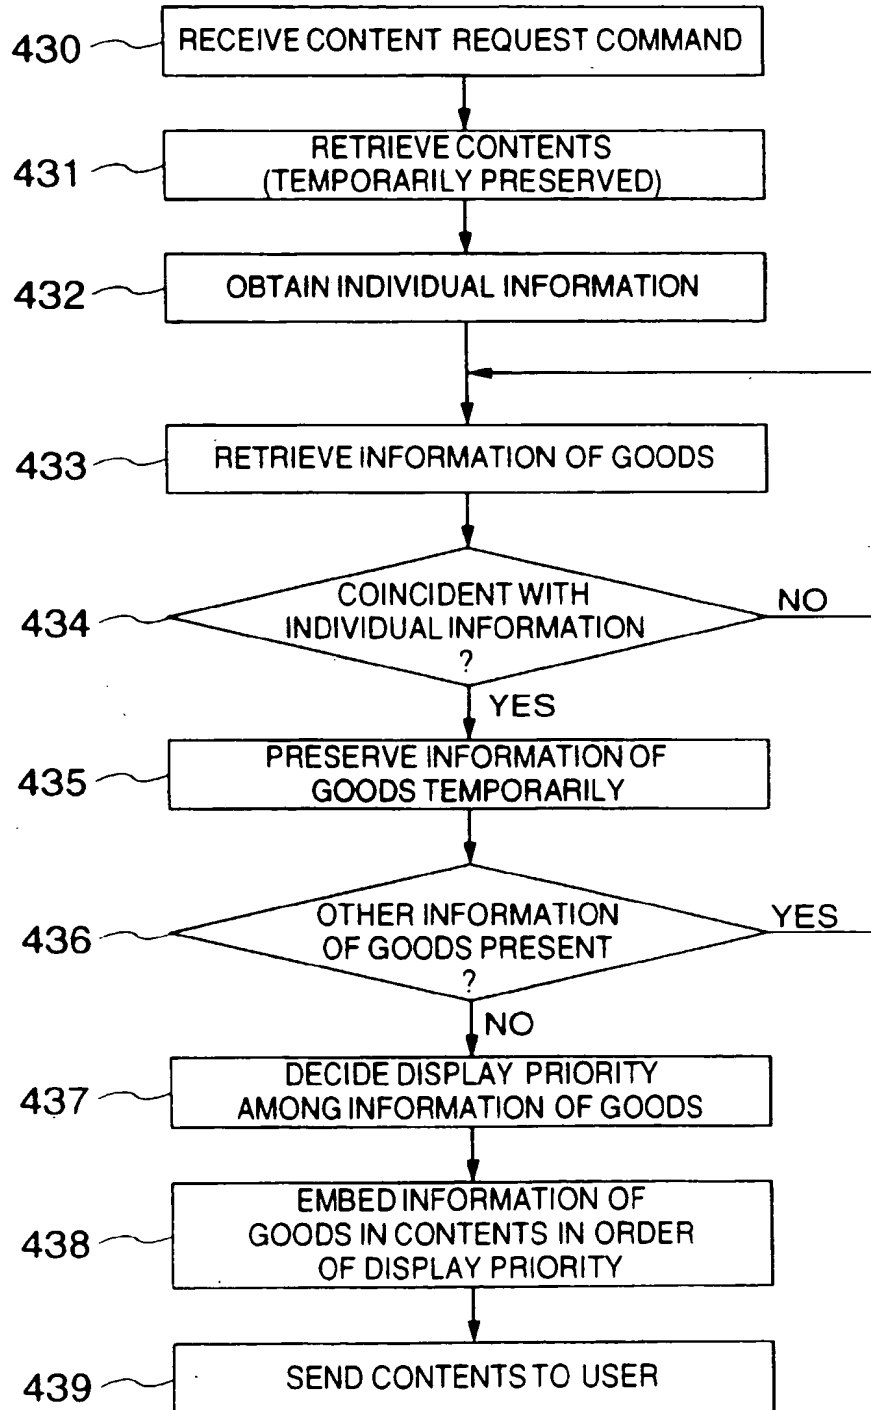 430
RECEIVE CONTENT REQUEST COMMAND
431
RETRIEVE CONTENTS
(TEMPORARILY PRESERVED)
432
OBTAIN INDIVIDUAL INFORMATION
433
RETRIEVE INFORMATION OF GOODS
434
COINCIDENT WITH
INDIVIDUAL INFORMATION
?
NO
YES
435
PRESERVE INFORMATION OF
GOODS TEMPORARILY
436
OTHER INFORMATION
OF GOODS PRESENT
?
YES
NO
437
DECIDE DISPLAY PRIORITY
AMONG INFORMATION OF GOODS
438
EMBED INFORMATION OF
GOODS IN CONTENTS IN ORDER
OF DISPLAY PRIORITY
439
SEND CONTENTS TO USER